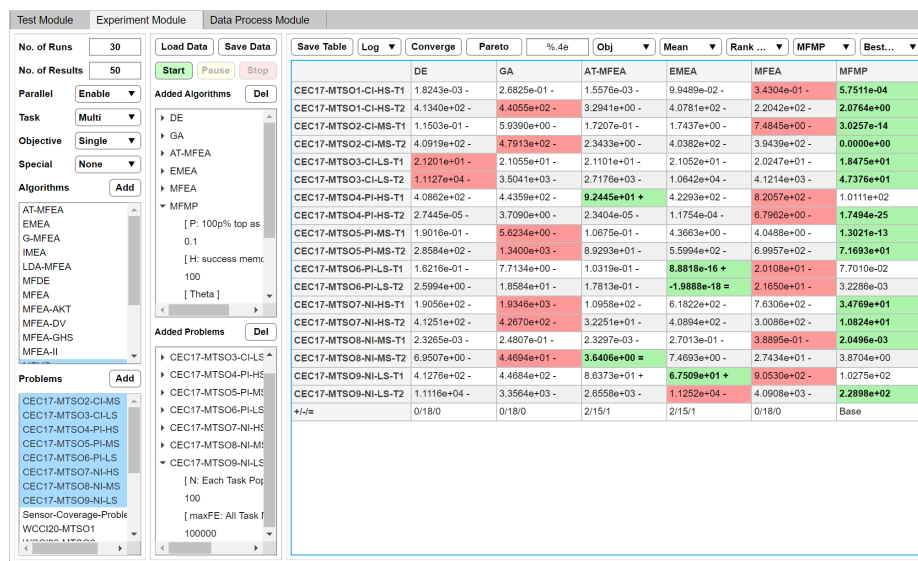 Test Module Experiment Module Data Process Module
No. of Runs 30
No. of Results 50
Parallel Enable
Task Multi
Objective Single
Special None
Algorithms Add
AT-MFEA
EMEA
G-MFEA
IMEA
LDA-MFEA
MFDE
MFEA
MFEA-AKT
MFEA-DV
MFEA-GHS
MFEA-II
Problems Add
CEC17-MTSO2-CI-MS
CEC17-MTSO3-CI-LS
CEC17-MTSO4-PI-HS
CEC17-MTSO5-PI-MS
CEC17-MTSO6-PI-LS
CEC17-MTSO7-NI-HS
CEC17-MTSO8-NI-MS
CEC17-MTSO9-NI-LS
Sensor-Coverage-Proble
WCCI20-MTSO1
Load Data Save Data
Start Pause Stop
Added Algorithms Del
DE
GA
AT-MFEA
EMEA
MFEA
MFMP
[ P: 100p% top as
0.1
[ H: success memo
100
[ Theta ]
Added Problems Del
CEC17-MTSO3-CI-LS
CEC17-MTSO4-PI-HS
CEC17-MTSO5-PI-MS
CEC17-MTSO6-PI-LS
CEC17-MTSO7-NI-HS
CEC17-MTSO8-NI-MS
CEC17-MTSO9-NI-LS
[ N: Each Task Pop
100
[ maxFE: All Task
100000
Save Table Log Converge Pareto %.4e Obj Mean Rank ... MFMP Best...
DE GA AT-MFEA EMEA MFEA MFMP
CEC17-MTSO1-CI-HS-T1 1.8243e-03 - 2.6825e-01 - 1.5576e-03 - 9.9489e-02 - 3.4304e-01 - 5.7511e-04
CEC17-MTSO1-CI-HS-T2 4.1340e+02 - 4.4055e+02 - 3.2941e+00 - 4.0781e+02 - 2.2042e+02 - 2.0764e+00
CEC17-MTSO2-CI-MS-T1 1.1503e-01 - 5.9390e+00 - 1.7207e-01 - 1.7437e+00 - 7.4845e+00 - 3.0257e-14
CEC17-MTSO2-CI-MS-T2 4.0919e+02 - 4.7913e+02 - 2.3433e+00 - 4.0382e+02 - 3.9439e+02 - 0.0000e+00
CEC17-MTSO3-CI-LS-T1 2.1201e+01 - 2.1055e+01 - 2.1101e+01 - 2.1052e+01 - 2.0247e+01 - 1.8475e+01
CEC17-MTSO3-CI-LS-T2 1.1127e+04 - 3.5041e+03 - 2.7176e+03 - 1.0642e+04 - 4.1214e+03 - 4.7376e+01
CEC17-MTSO4-PI-HS-T1 4.0862e+02 - 4.4359e+02 - 9.2445e+01 + 4.2293e+02 - 8.2057e+02 - 1.0111e+02
CEC17-MTSO4-PI-HS-T2 2.7445e-05 - 3.7090e+00 - 2.3404e-05 - 1.1754e-04 - 6.7962e+00 - 1.7494e-25
CEC17-MTSO5-PI-MS-T1 1.9016e-01 - 5.6234e+00 - 1.0675e-01 - 4.3663e+00 - 4.0488e+00 - 1.3021e-13
CEC17-MTSO5-PI-MS-T2 2.8584e+02 - 1.3400e+03 - 8.9293e+01 - 5.5994e+02 - 6.9957e+02 - 7.1693e+01
CEC17-MTSO6-PI-LS-T1 1.6216e-01 - 7.7134e+00 - 1.0319e-01 - 8.8818e-16 + 2.0108e+01 - 7.7010e-02
CEC17-MTSO6-PI-LS-T2 2.5994e+00 - 1.8584e+01 - 1.7813e-01 - -1.9888e-18 = 2.1650e+01 - 3.2286e-03
CEC17-MTSO7-NI-HS-T1 1.9056e+02 - 1.9346e+03 - 1.0958e+02 - 6.1822e+02 - 7.6306e+02 - 3.4769e+01
CEC17-MTSO7-NI-HS-T2 4.1251e+02 - 4.2670e+02 - 3.2251e+01 - 4.0894e+02 - 3.0086e+02 - 1.0824e+01
CEC17-MTSO8-NI-MS-T1 2.3265e-03 - 2.4807e-01 - 2.3297e-03 - 2.7013e-01 - 3.8895e-01 - 2.0496e-03
CEC17-MTSO8-NI-MS-T2 6.9507e+00 - 4.4694e+01 - 3.6406e+00 = 7.4693e+00 - 2.7434e+01 - 3.8704e+00
CEC17-MTSO9-NI-LS-T1 4.1276e+02 - 4.4684e+02 - 8.6373e+01 + 6.7509e+01 + 9.0530e+02 - 1.0275e+02
CEC17-MTSO9-NI-LS-T2 1.1116e+04 - 3.3564e+03 - 2.6558e+03 - 1.1252e+04 - 4.0908e+03 - 2.2898e+02
+/-/= 0/18/0 0/18/0 2/15/1 2/15/1 0/18/0 Base